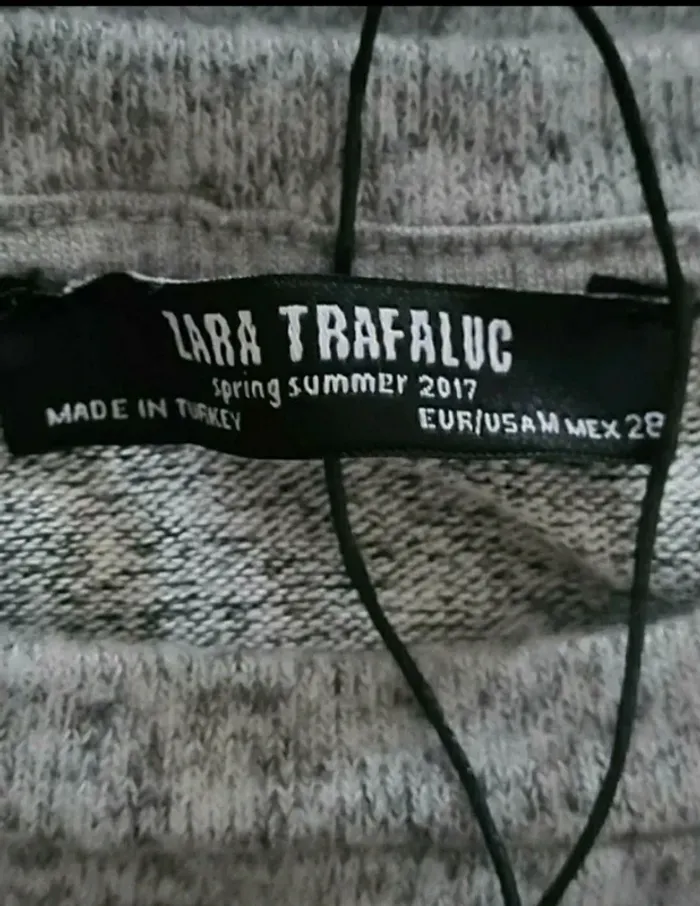 ZARA TRAFALUC
spring summer 2017
MADE IN TURKEY
EUR/USA M MEX 28